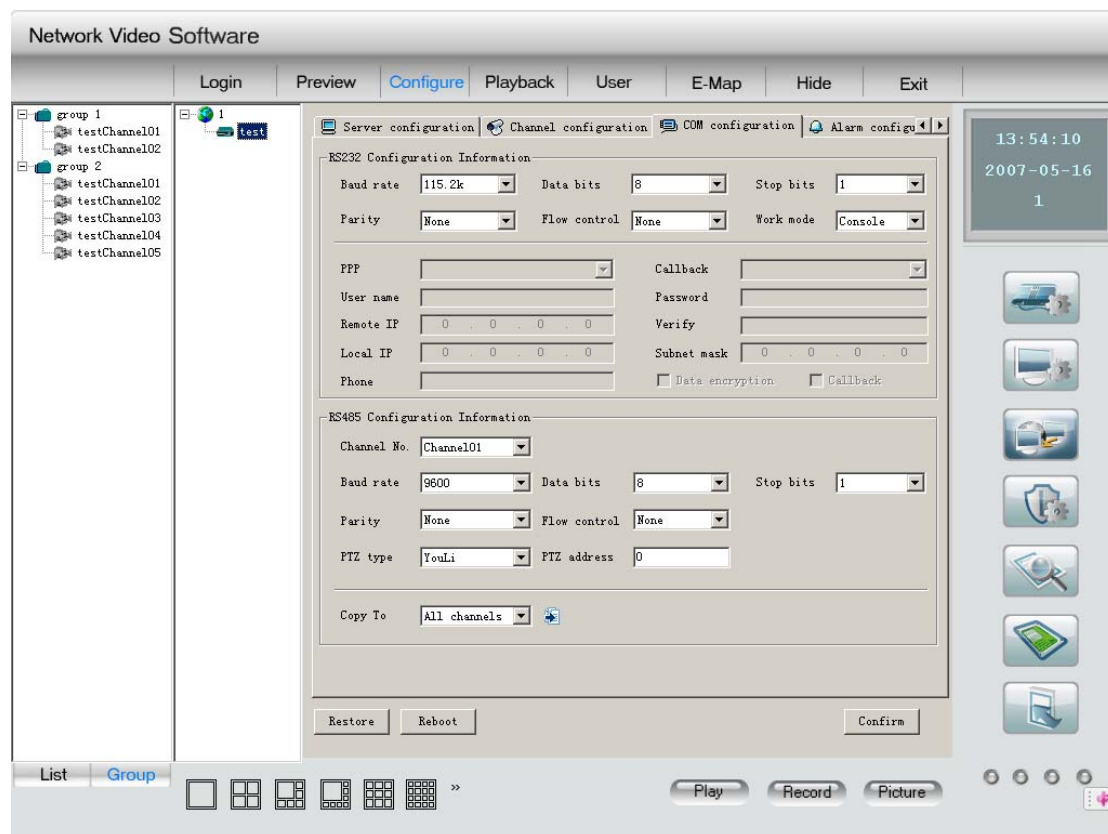 Network Video Software
Login Preview Configure Playback User E-Map Hide Exit
group 1
testChannel01
testChannel02
group 2
testChannel01
testChannel02
testChannel03
testChannel04
testChannel05
1
test
Server configuration Channel configuration COM configuration Alarm configu
13:54:10
2007-05-16
1
RS232 Configuration Information
Baud rate 115.2k Data bits 8 Stop bits 1
Parity None Flow control None Work mode Console
PPP Callback
User name Password
Remote IP 0 . 0 . 0 . 0 Verify
Local IP 0 . 0 . 0 . 0 Subnet mask 0 . 0 . 0 . 0
Phone Data encryption Callback
RS485 Configuration Information
Channel No. Channel01
Baud rate 9600 Data bits 8 Stop bits 1
Parity None Flow control None
PTZ type YouLi PTZ address 0
Copy To All channels
Restore Reboot Confirm
List Group
»
Play Record Picture